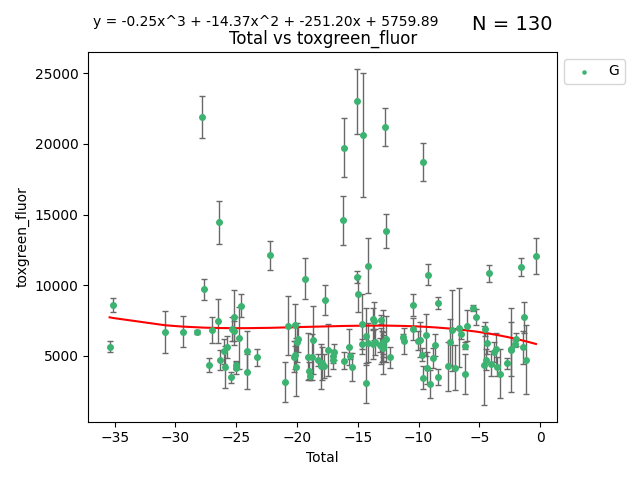 y = -0.25x^3 + -14.37x^2 + -251.20x + 5759.89
N = 130
Total vs toxgreen_fluor
G
toxgreen_fluor
25000
20000
15000
10000
5000
−35 −30 −25 −20 −15 −10 −5 0
Total